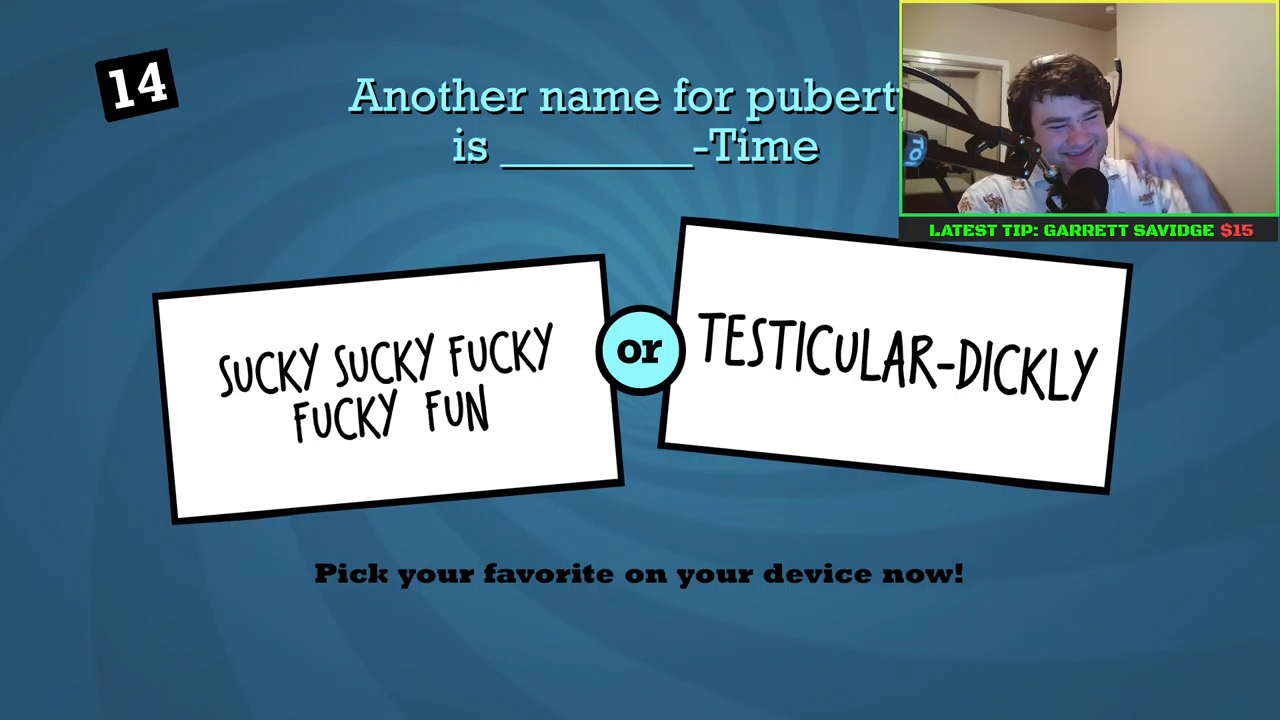 14
Another name for pubert
is ________-Time
SUCKY SUCKY FUCKY
FUCKY FUN
or
TESTICULAR-DICKLY
Pick your favorite on your device now!
LATEST TIP: GARRETT SAVIDGE $15